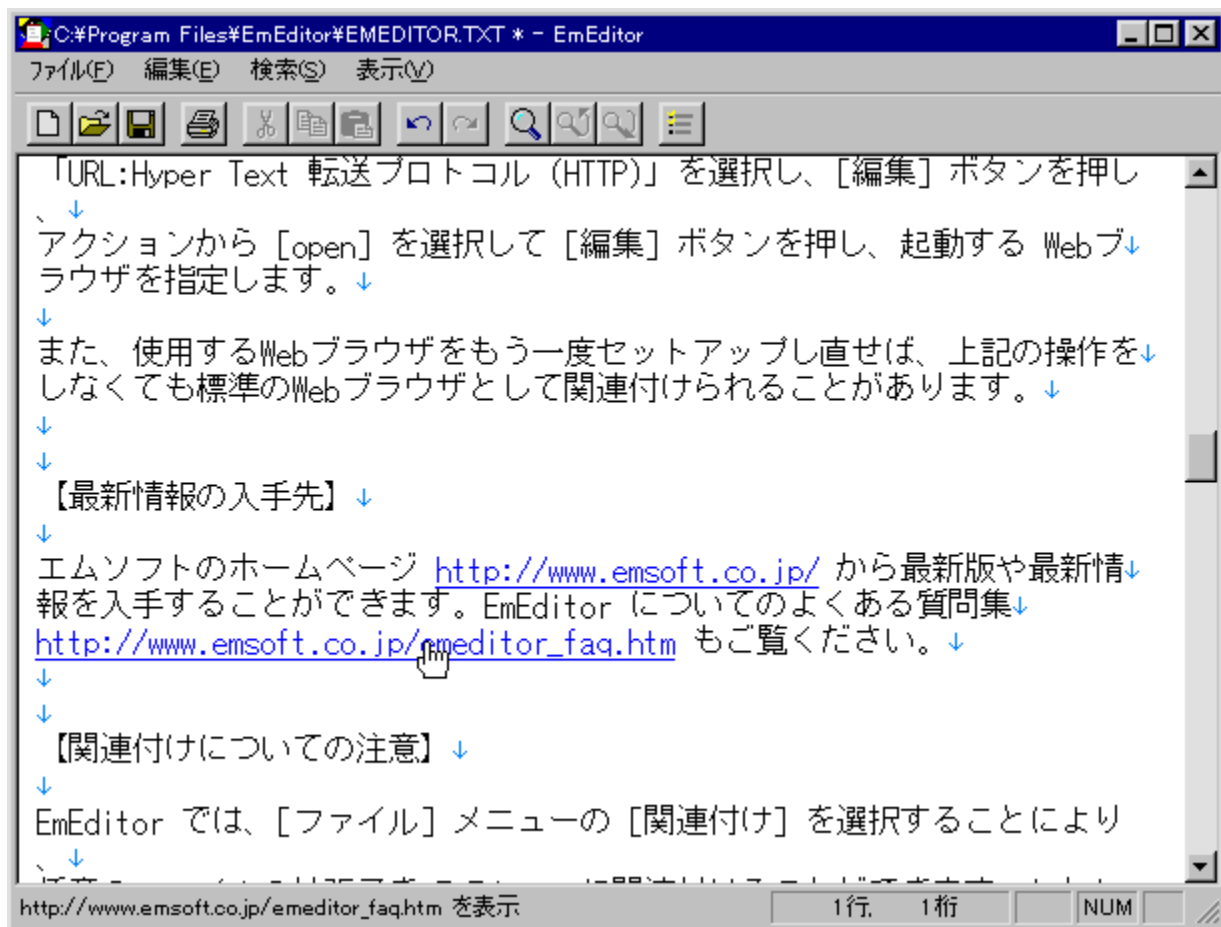 C:¥Program Files¥EmEditor¥EMEDITOR.TXT * - EmEditor
ファイル(F) 編集(E) 検索(S) 表示(V)
「URL:Hyper Text 転送プロトコル (HTTP)」を選択し、[編集] ボタンを押し
、↓
アクションから [open] を選択して [編集] ボタンを押し、起動する Webブ↓
ラウザを指定します。↓
↓
また、使用するWebブラウザをもう一度セットアップし直せば、上記の操作を↓
しなくても標準のWebブラウザとして関連付けられることがあります。↓
↓
↓
【最新情報の入手先】↓
↓
エムソフトのホームページ http://www.emsoft.co.jp/ から最新版や最新情↓
報を入手することができます。EmEditor についてのよくある質問集↓
http://www.emsoft.co.jp/emeditor_faq.htm もご覧ください。↓
↓
↓
【関連付けについての注意】↓
↓
EmEditor では、[ファイル] メニューの [関連付け] を選択することにより
、↓
http://www.emsoft.co.jp/emeditor_faq.htm を表示 1行, 1桁 NUM